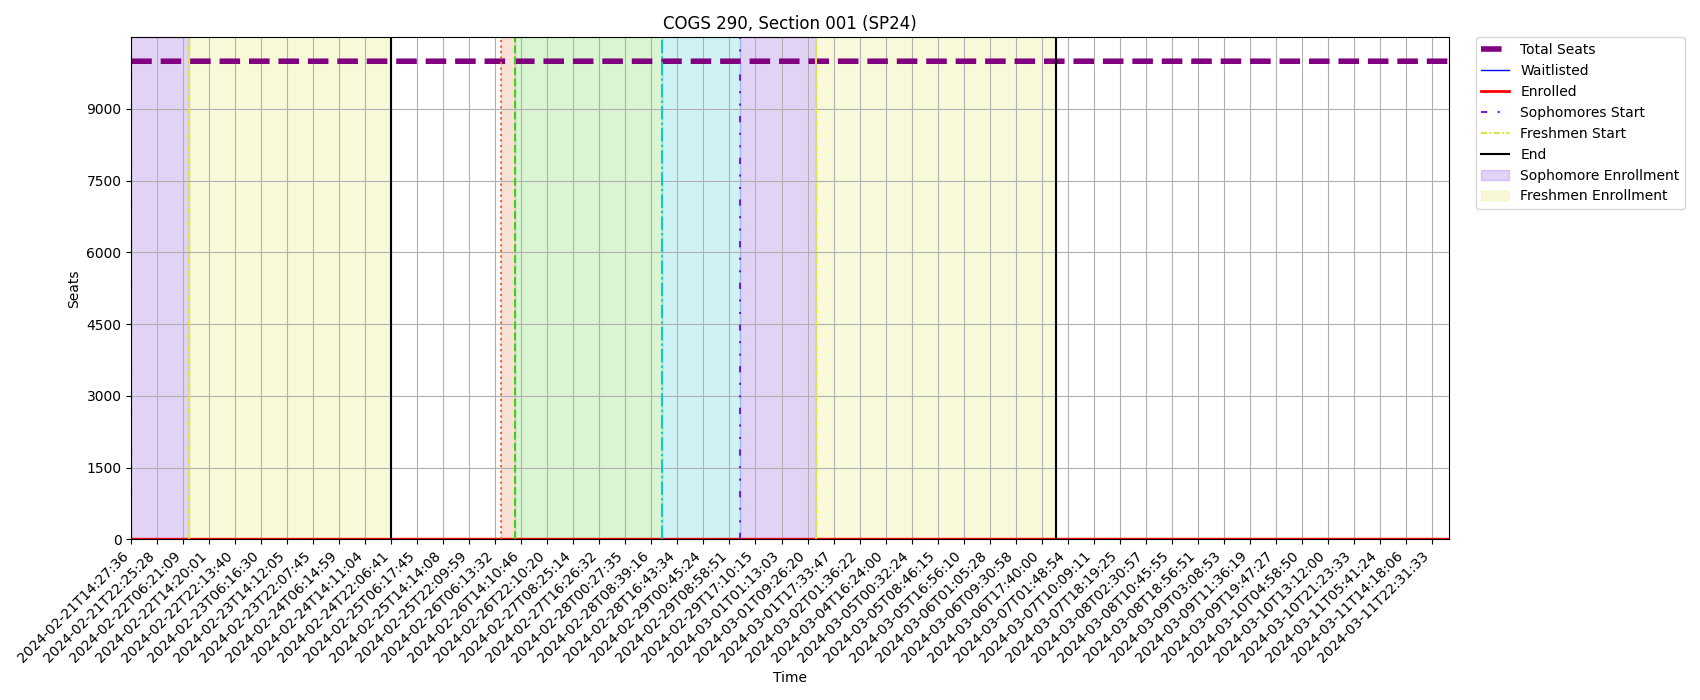 COGS 290, Section 001 (SP24)
Total Seats
Waitlisted
Enrolled
Sophomores Start
Freshmen Start
End
Sophomore Enrollment
Freshmen Enrollment
Seats
9000
7500
6000
4500
3000
1500
0
2024-02-21T14:27:36
2024-02-21T22:25:28
2024-02-22T06:21:09
2024-02-22T14:20:01
2024-02-22T22:13:40
2024-02-23T06:16:30
2024-02-23T14:12:05
2024-02-23T22:07:45
2024-02-24T06:14:59
2024-02-24T14:11:04
2024-02-24T22:06:41
2024-02-25T06:17:45
2024-02-25T14:14:08
2024-02-25T22:09:59
2024-02-26T06:13:32
2024-02-26T14:10:46
2024-02-26T22:10:20
2024-02-27T08:25:14
2024-02-27T16:26:32
2024-02-28T00:27:35
2024-02-28T08:39:16
2024-02-28T16:43:34
2024-02-29T00:45:24
2024-02-29T08:58:51
2024-02-29T17:10:15
2024-03-01T01:13:03
2024-03-01T09:26:20
2024-03-01T17:33:47
2024-03-02T01:36:22
2024-03-04T16:24:00
2024-03-05T00:32:24
2024-03-05T08:46:15
2024-03-05T16:56:10
2024-03-06T01:05:28
2024-03-06T09:30:58
2024-03-06T17:40:00
2024-03-07T01:48:54
2024-03-07T10:09:11
2024-03-07T18:19:25
2024-03-08T02:30:57
2024-03-08T10:45:55
2024-03-08T18:56:51
2024-03-09T03:08:53
2024-03-09T11:36:19
2024-03-09T19:47:27
2024-03-10T04:58:50
2024-03-10T13:12:00
2024-03-10T21:23:33
2024-03-11T05:41:24
2024-03-11T14:18:06
2024-03-11T22:31:33
Time